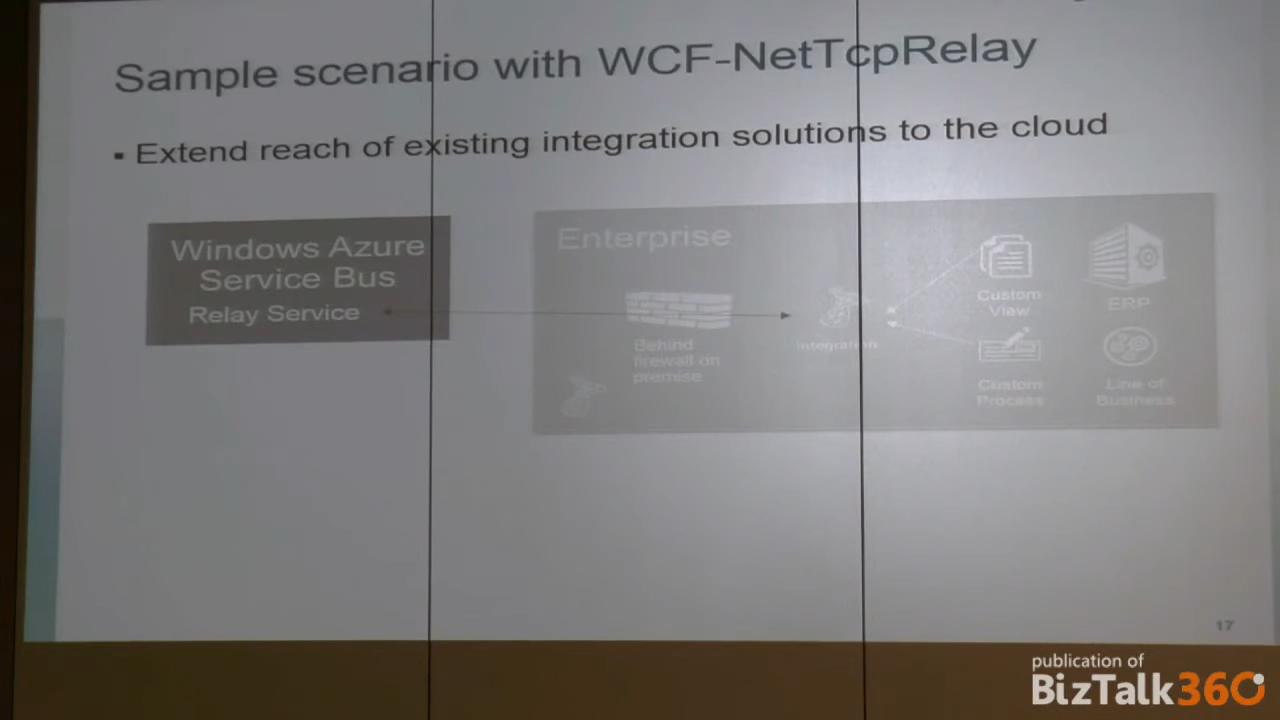 Sample scenario with WCF-NetTcpRelay
▪ Extend reach of existing integration solutions to the cloud
Windows Azure
Service Bus
Relay Service
Enterprise
Behind
firewall on
premise
Integration
Custom
View
ERP
Custom
Process
Line of
Business
17
publication of
BizTalk360